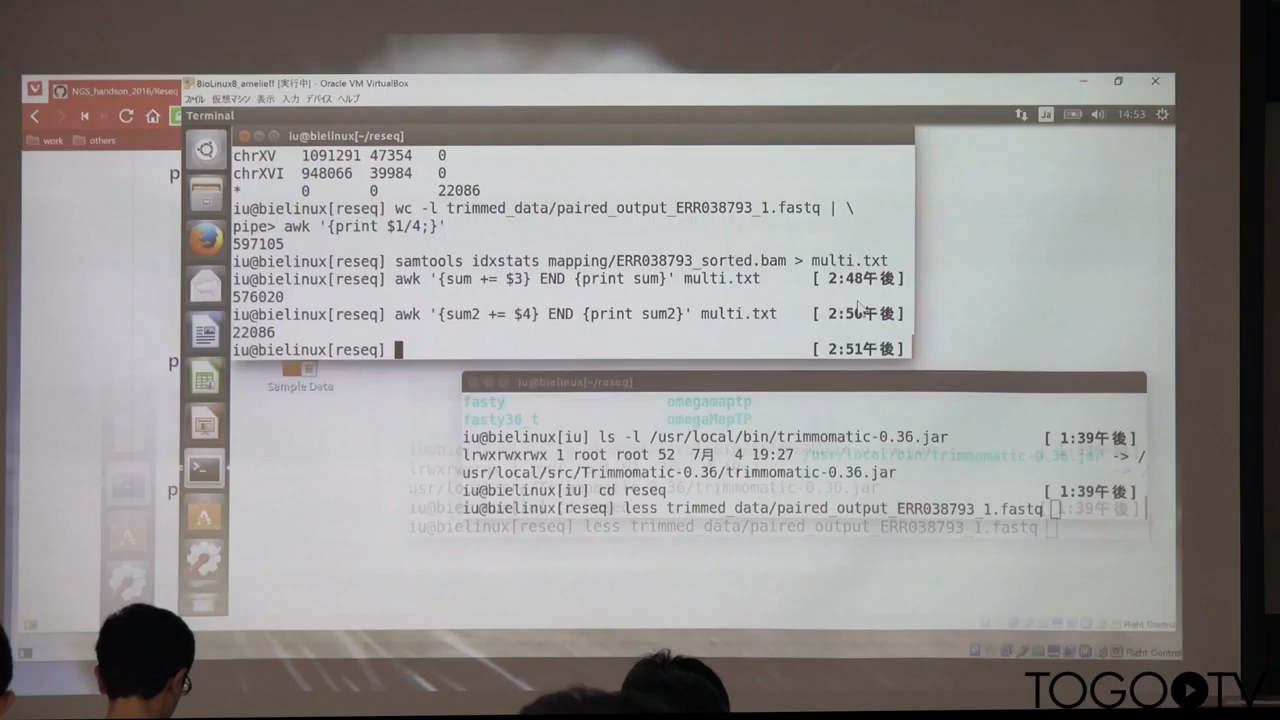 NGS_handson_2016/Reseq
BioLinux8_amelieff [実行中] - Oracle VM VirtualBox
ファイル 仮想マシン 表示 入力 デバイス ヘルプ
Terminal
Ja
14:53
work
others
iu@bielinux[~/reseq]
chrXV 1091291 47354 0
chrXVI 948066 39984 0
* 0 0 22086
iu@bielinux[reseq] wc -l trimmed_data/paired_output_ERR038793_1.fastq | \
pipe> awk '{print $1/4;}'
597105
iu@bielinux[reseq] samtools idxstats mapping/ERR038793_sorted.bam > multi.txt
iu@bielinux[reseq] awk '{sum += $3} END {print sum}' multi.txt [ 2:48午後]
576020
iu@bielinux[reseq] awk '{sum2 += $4} END {print sum2}' multi.txt [ 2:50午後]
22086
iu@bielinux[reseq] [ 2:51午後]
Sample Data
iu@bielinux[~/reseq]
fasty omegamaptp
fasty36_t omegaMapTP
iu@bielinux[iu] ls -l /usr/local/bin/trimmomatic-0.36.jar [ 1:39午後]
lrwxrwxrwx 1 root root 52 7月 4 19:27 /usr/local/bin/trimmomatic-0.36.jar -> /
usr/local/src/Trimmomatic-0.36/trimmomatic-0.36.jar
iu@bielinux[iu] cd reseq [ 1:39午後]
iu@bielinux[reseq] less trimmed_data/paired_output_ERR038793_1.fastq [ 1:39午後]
iu@bielinux[reseq] less trimmed_data/paired_output_ERR038793_1.fastq
Right Control
Right Control
TOGOTV